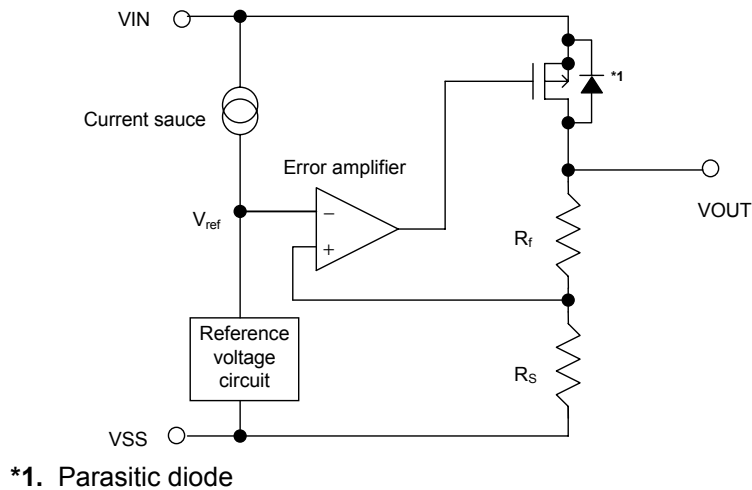 VIN
*1
Current sauce
Error amplifier
Vref
−
+
VOUT
Rf
Reference
voltage
circuit
RS
VSS
*1. Parasitic diode